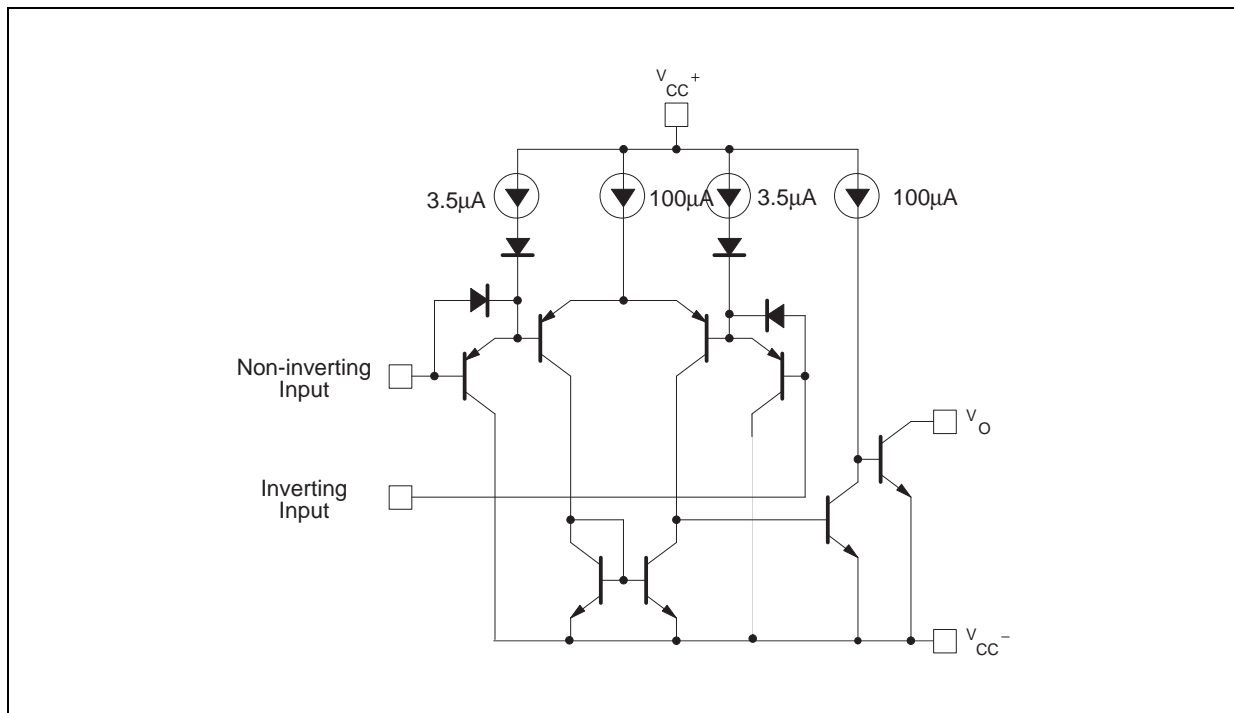 VCC+
3.5μA
100μA
3.5μA
100μA
Non-inverting
Input
VO
Inverting
Input
VCC−